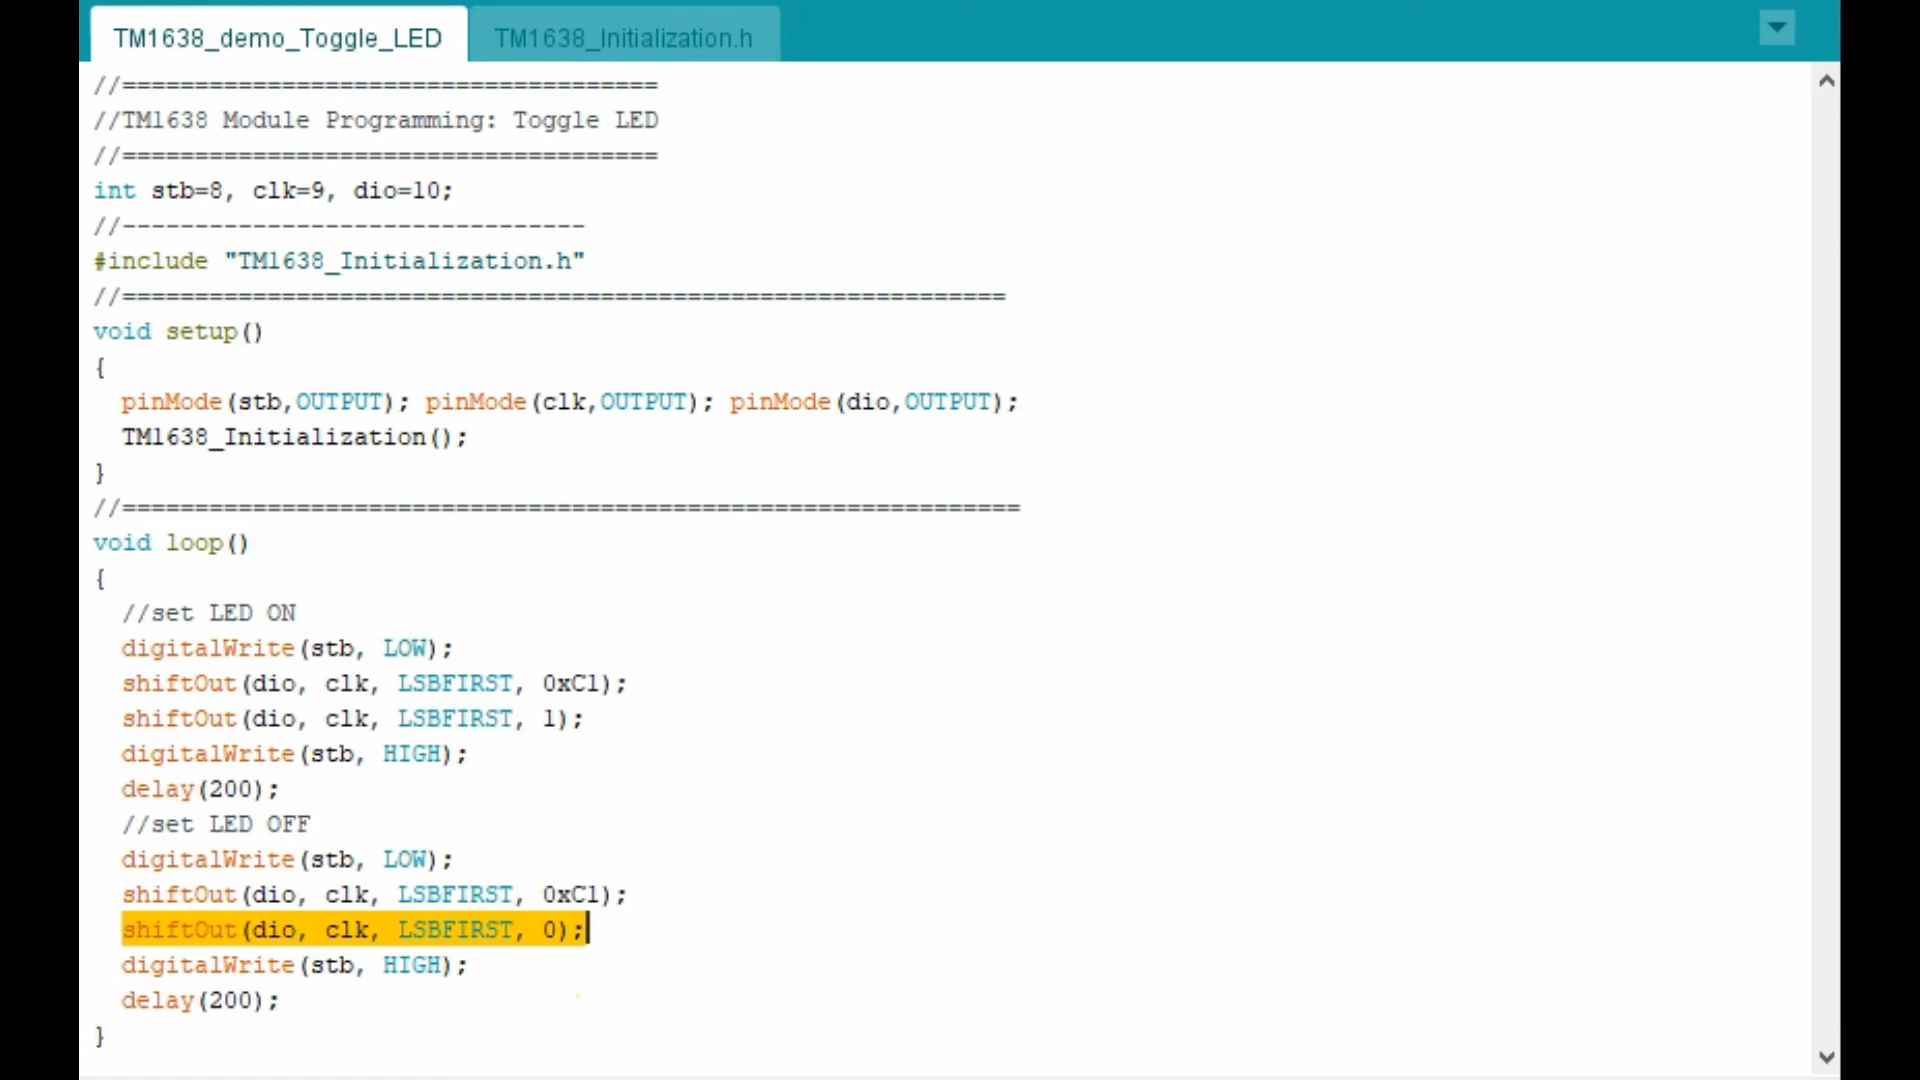 TM1638_demo_Toggle_LED TM1638_Initialization.h
//=====================================
//TM1638 Module Programming: Toggle LED
//=====================================
int stb=8, clk=9, dio=10;
//--------------------------------
#include "TM1638_Initialization.h"
//=============================================================
void setup()
{
  pinMode(stb,OUTPUT); pinMode(clk,OUTPUT); pinMode(dio,OUTPUT);
  TM1638_Initialization();
}
//==============================================================
void loop()
{
  //set LED ON
  digitalWrite(stb, LOW);
  shiftOut(dio, clk, LSBFIRST, 0xC1);
  shiftOut(dio, clk, LSBFIRST, 1);
  digitalWrite(stb, HIGH);
  delay(200);
  //set LED OFF
  digitalWrite(stb, LOW);
  shiftOut(dio, clk, LSBFIRST, 0xC1);
  shiftOut(dio, clk, LSBFIRST, 0);
  digitalWrite(stb, HIGH);
  delay(200);
}